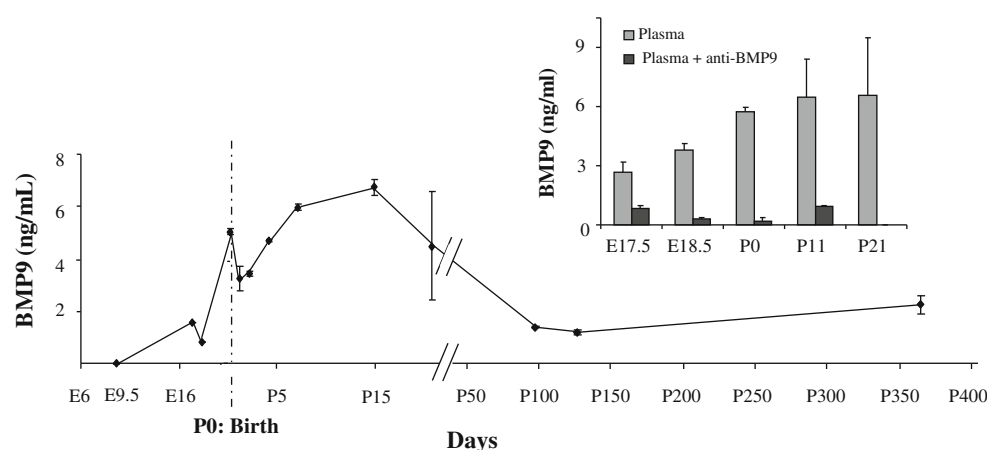 BMP9 (ng/mL)
8
6
4
2
E6 E9.5 E16 P5 P15 P50 P100 P150 P200 P250 P300 P350 P400
P0: Birth
Days
BMP9 (ng/ml)
9
6
3
0
Plasma
Plasma + anti-BMP9
E17.5 E18.5 P0 P11 P21